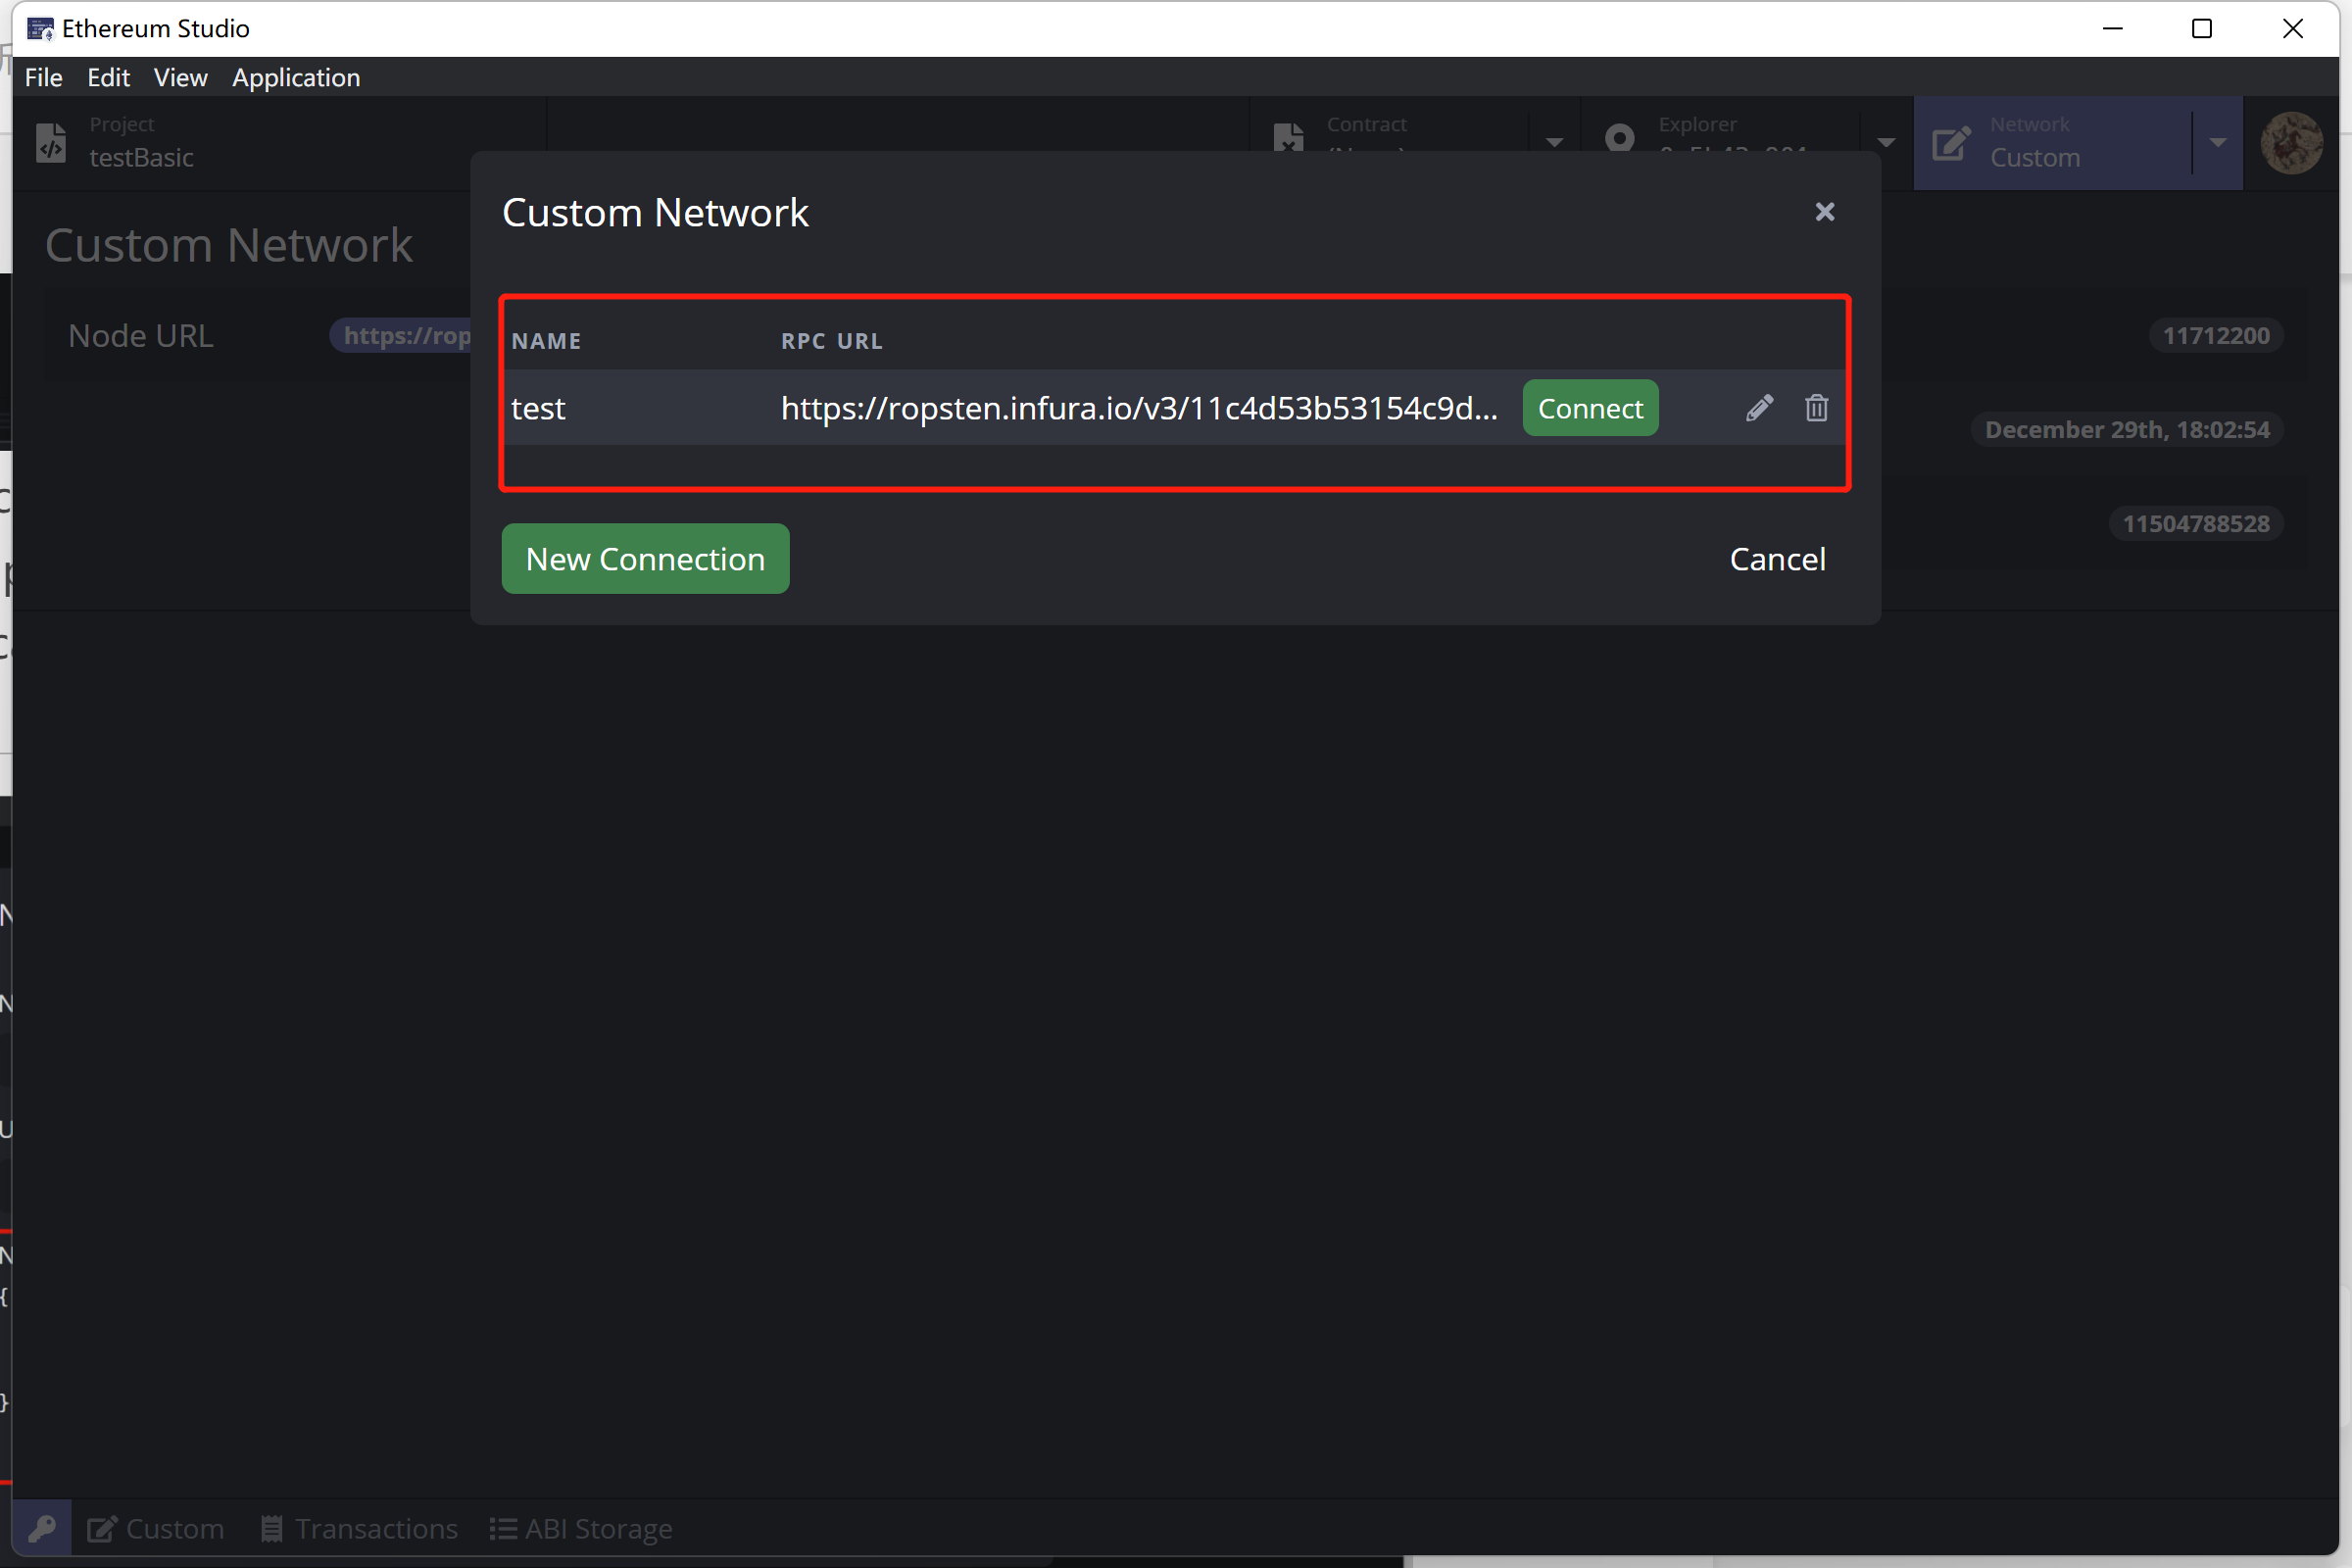 Ethereum Studio
File Edit View Application
Project
testBasic
Contract
Explorer
Network
Custom
Custom Network
Custom Network
Node URL
https://rop
11712200
NAME RPC URL
test https://ropsten.infura.io/v3/11c4d53b53154c9d... Connect
December 29th, 18:02:54
11504788528
New Connection Cancel
Custom Transactions ABI Storage